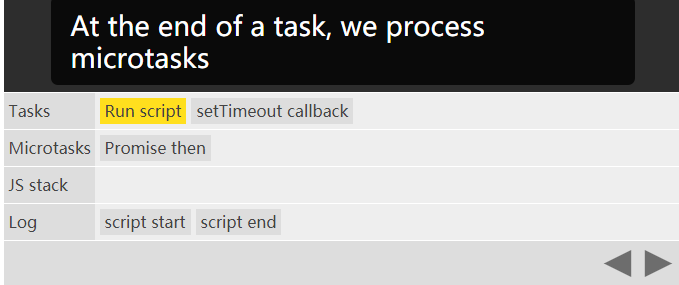 At the end of a task, we process
microtasks
Tasks Run script setTimeout callback
Microtasks Promise then
JS stack
Log script start script end